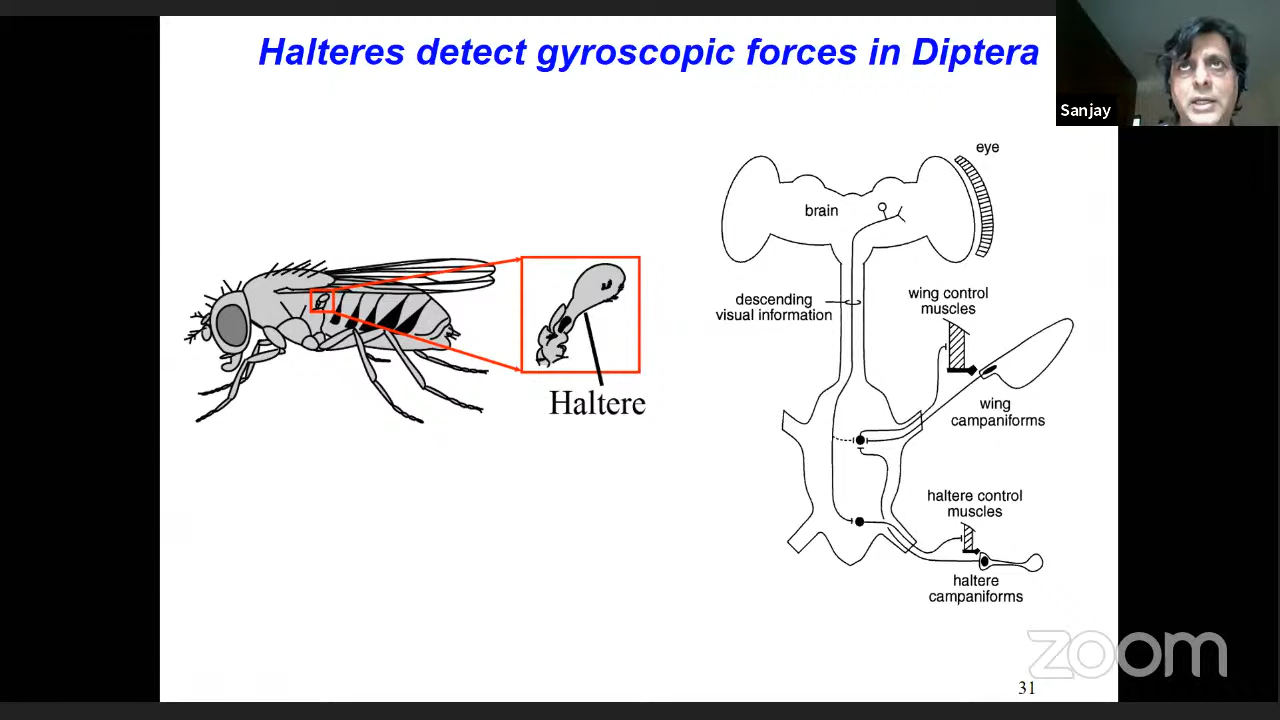 Halteres detect gyroscopic forces in Diptera
Sanjay
Haltere
eye
brain
descending
visual information
wing control
muscles
wing
campaniforms
haltere control
muscles
haltere
campaniforms
zoom
31